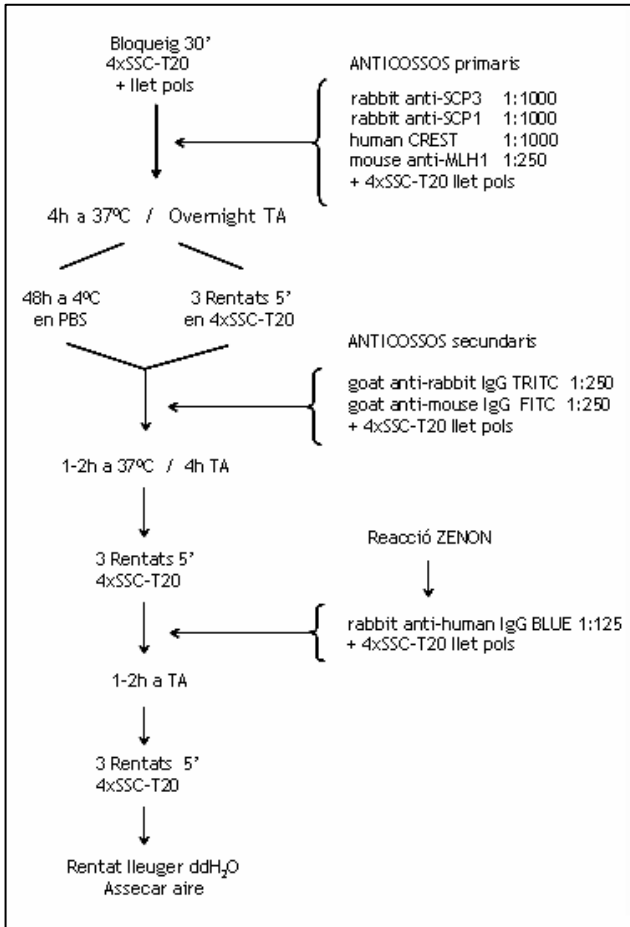 Bloqueig 30’
4xSSC-T20
+ llet pols
ANTICOSSOS primaris
rabbit anti-SCP3 1:1000
rabbit anti-SCP1 1:1000
human CREST 1:1000
mouse anti-MLH1 1:250
+ 4xSSC-T20 llet pols
4h a 37ºC / Overnight TA
48h a 4ºC
en PBS
3 Rentats 5’
en 4xSSC-T20
ANTICOSSOS secundaris
goat anti-rabbit IgG TRITC 1:250
goat anti-mouse IgG FITC 1:250
+ 4xSSC-T20 llet pols
1-2h a 37ºC / 4h TA
3 Rentats 5’
4xSSC-T20
Reacció ZENON
rabbit anti-human IgG BLUE 1:125
+ 4xSSC-T20 llet pols
1-2h a TA
3 Rentats 5’
4xSSC-T20
Rentat lleuger ddH₂O
Assecar aire